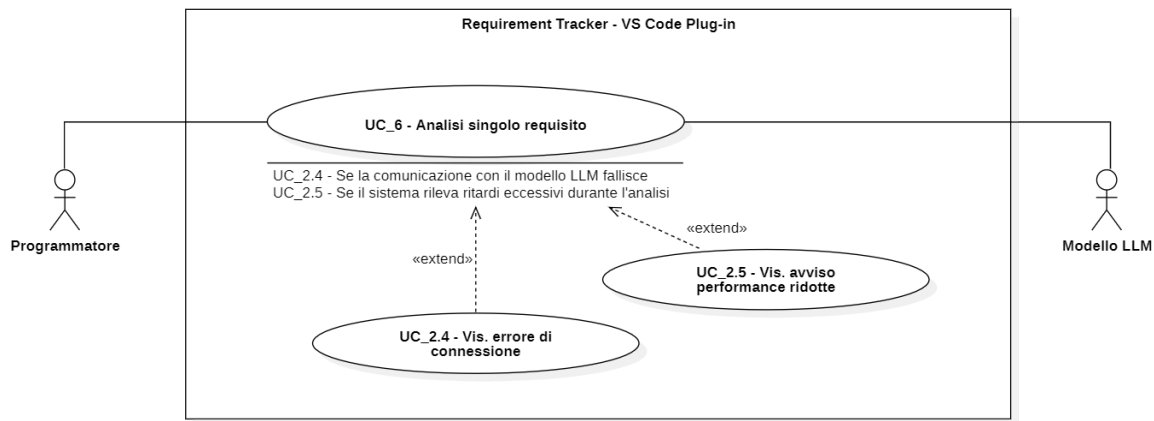 Requirement Tracker - VS Code Plug-in
UC_6 - Analisi singolo requisito
UC_2.4 - Se la comunicazione con il modello LLM fallisce
UC_2.5 - Se il sistema rileva ritardi eccessivi durante l'analisi
Programmatore
Modello LLM
«extend»
«extend»
UC_2.5 - Vis. avviso
performance ridotte
UC_2.4 - Vis. errore di
connessione